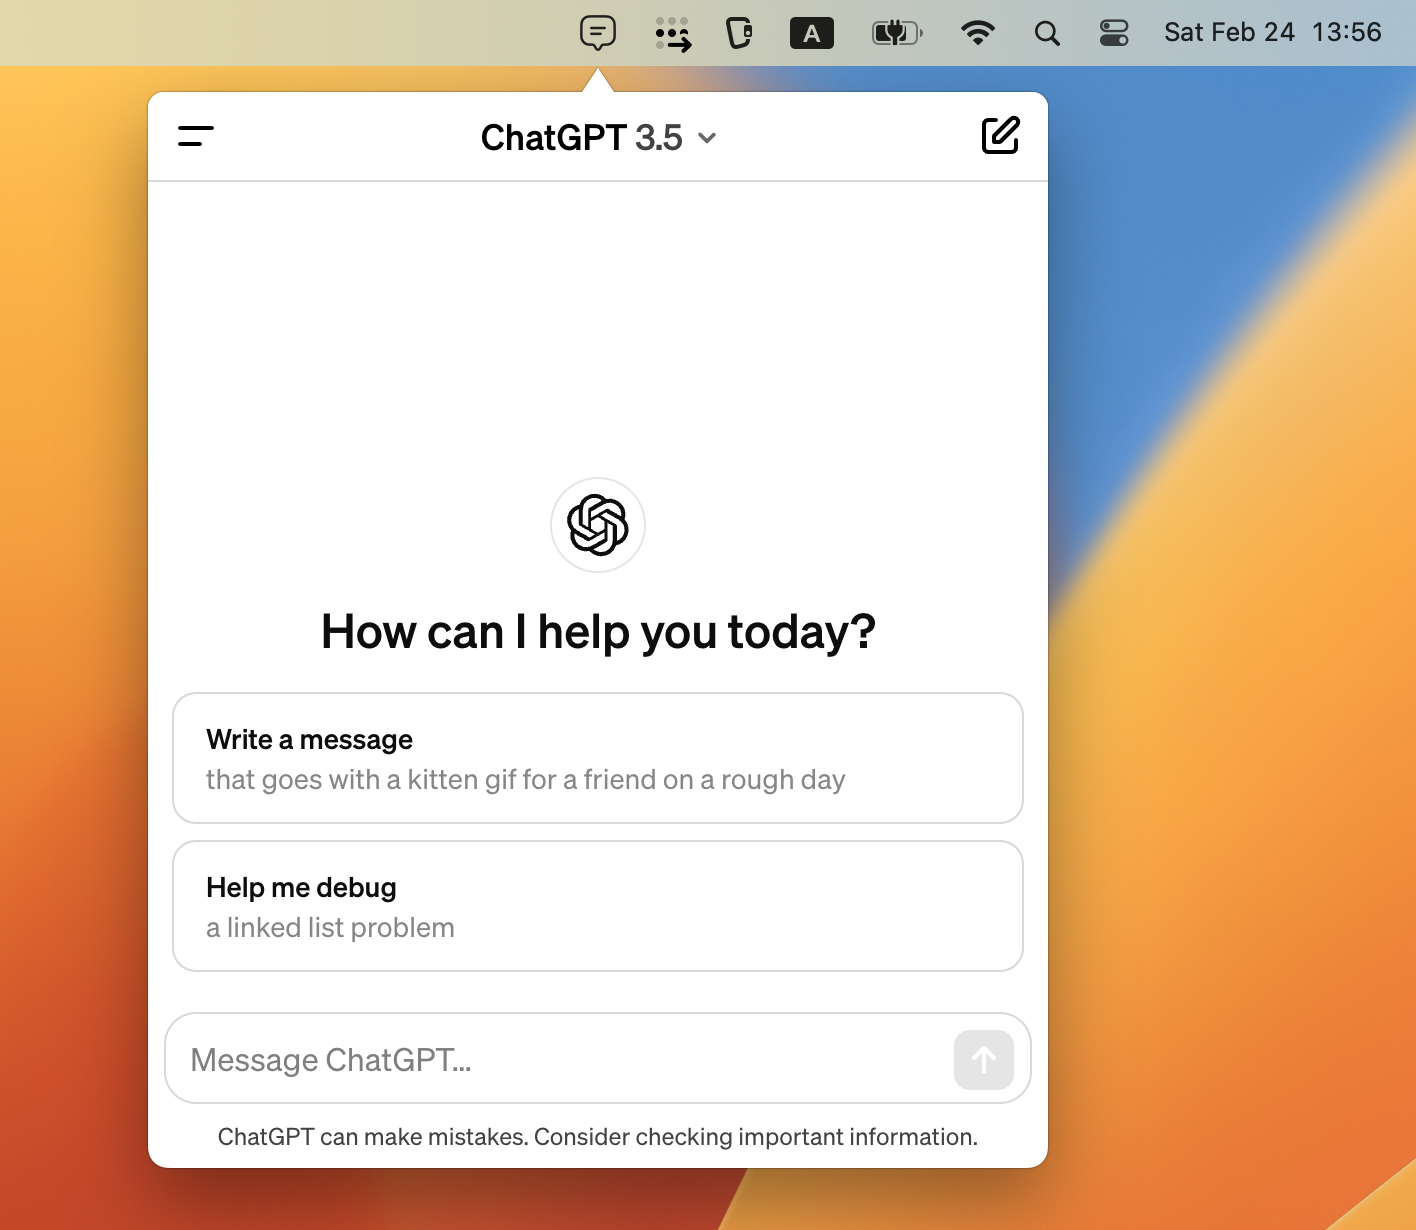 A
Sat Feb 24 13:56
ChatGPT 3.5
How can I help you today?
Write a message
that goes with a kitten gif for a friend on a rough day
Help me debug
a linked list problem
Message ChatGPT...
ChatGPT can make mistakes. Consider checking important information.